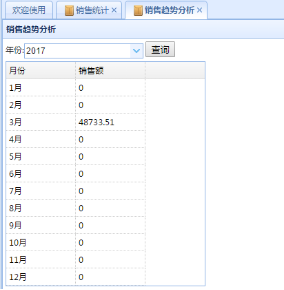 欢迎使用 销售统计 销售趋势分析
销售趋势分析
年份: 2017 查询
月份 销售额
1月 0
2月 0
3月 48733.51
4月 0
5月 0
6月 0
7月 0
8月 0
9月 0
10月 0
11月 0
12月 0